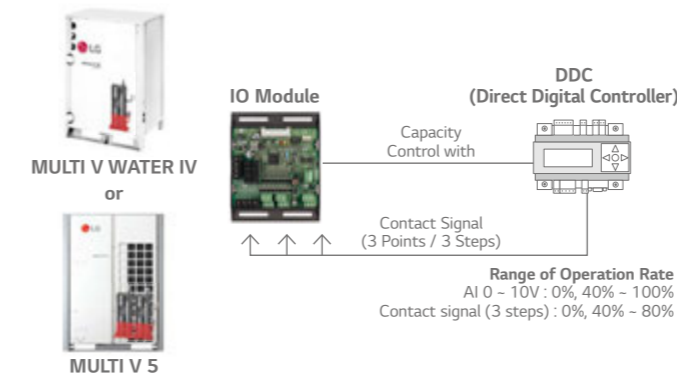 LG
MULTI V WATER IV
or
LG
MULTI V 5
IO Module
DDC
(Direct Digital Controller)
Capacity
Control with
Contact Signal
(3 Points / 3 Steps)
Range of Operation Rate
AI 0 ~ 10V : 0%, 40% ~ 100%
Contact signal (3 steps) : 0%, 40% ~ 80%